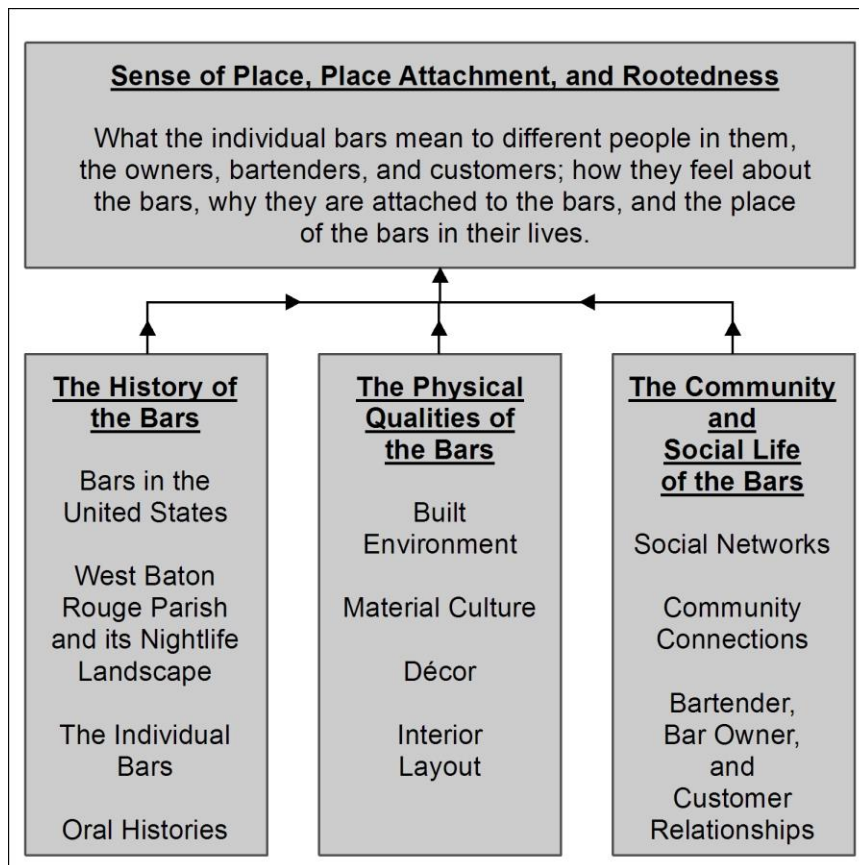 Sense of Place, Place Attachment, and Rootedness
What the individual bars mean to different people in them,
the owners, bartenders, and customers; how they feel about
the bars, why they are attached to the bars, and the place
of the bars in their lives.
The History of
the Bars
Bars in the
United States
West Baton
Rouge Parish
and its Nightlife
Landscape
The Individual
Bars
Oral Histories
The Physical
Qualities of
the Bars
Built
Environment
Material Culture
Décor
Interior
Layout
The Community
and
Social Life
of the Bars
Social Networks
Community
Connections
Bartender,
Bar Owner,
and
Customer
Relationships